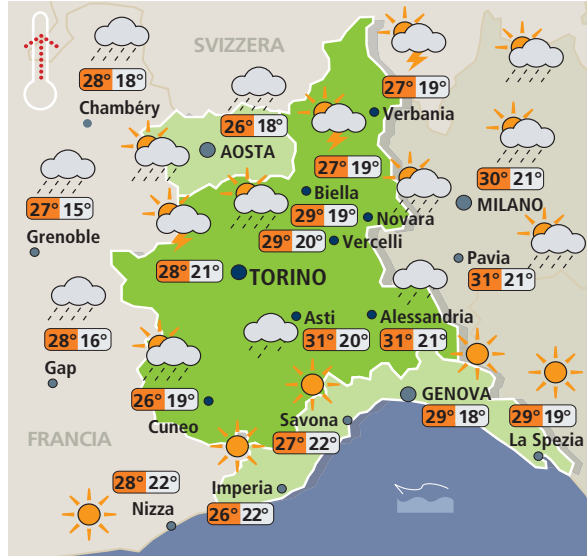 SVIZZERA
28° 18°
Chambéry
27° 19°
Verbania
26° 18°
AOSTA
27° 19°
Biella
30° 21°
MILANO
27° 15°
Grenoble
29° 19°
Novara
29° 20°
Vercelli
28° 21°
TORINO
Pavia
31° 21°
28° 16°
Gap
Asti
31° 20°
Alessandria
31° 21°
26° 19°
Cuneo
GENOVA
29° 18°
29° 19°
La Spezia
Savona
27° 22°
FRANCIA
28° 22°
Nizza
Imperia
26° 22°